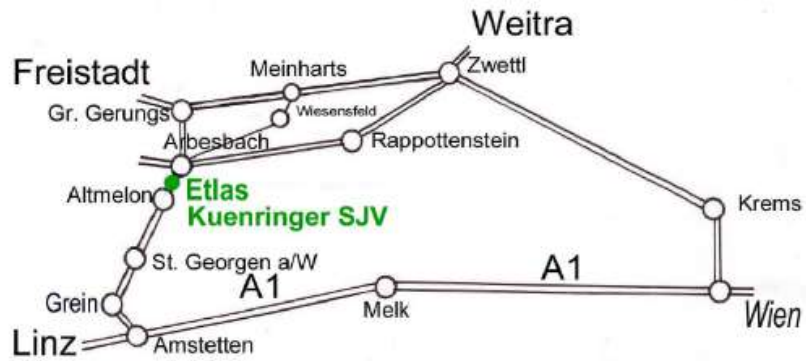 Weitra
Zwettl
Freistadt
Meinharts
Gr. Gerungs
Wiesensfeld
Arbesbach
Rappottenstein
Etlas
Kuenringer SJV
Altmelon
Krems
St. Georgen a/W
A1
A1
Grein
Melk
Wien
Linz
Amstetten